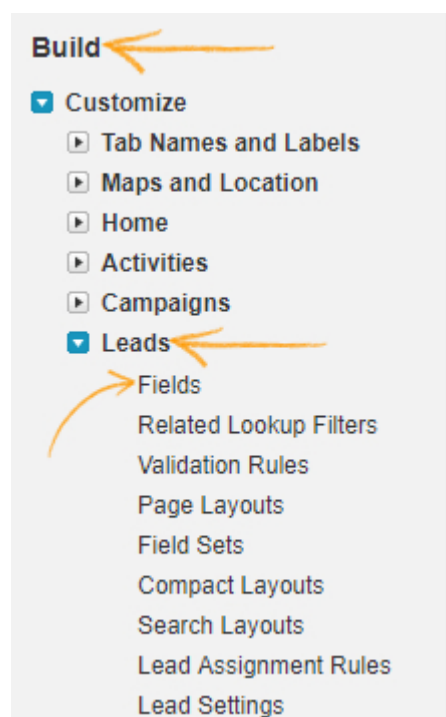 Build
Customize
Tab Names and Labels
Maps and Location
Home
Activities
Campaigns
Leads
Fields
Related Lookup Filters
Validation Rules
Page Layouts
Field Sets
Compact Layouts
Search Layouts
Lead Assignment Rules
Lead Settings